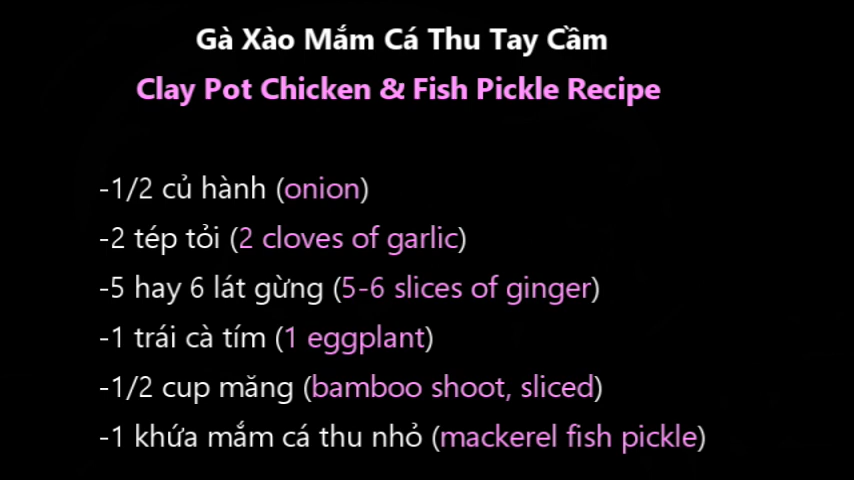 Gà Xào Mắm Cá Thu Tay Cầm
Clay Pot Chicken & Fish Pickle Recipe
-1/2 củ hành (onion)
-2 tép tỏi (2 cloves of garlic)
-5 hay 6 lát gừng (5-6 slices of ginger)
-1 trái cà tím (1 eggplant)
-1/2 cup măng (bamboo shoot, sliced)
-1 khứa mắm cá thu nhỏ (mackerel fish pickle)